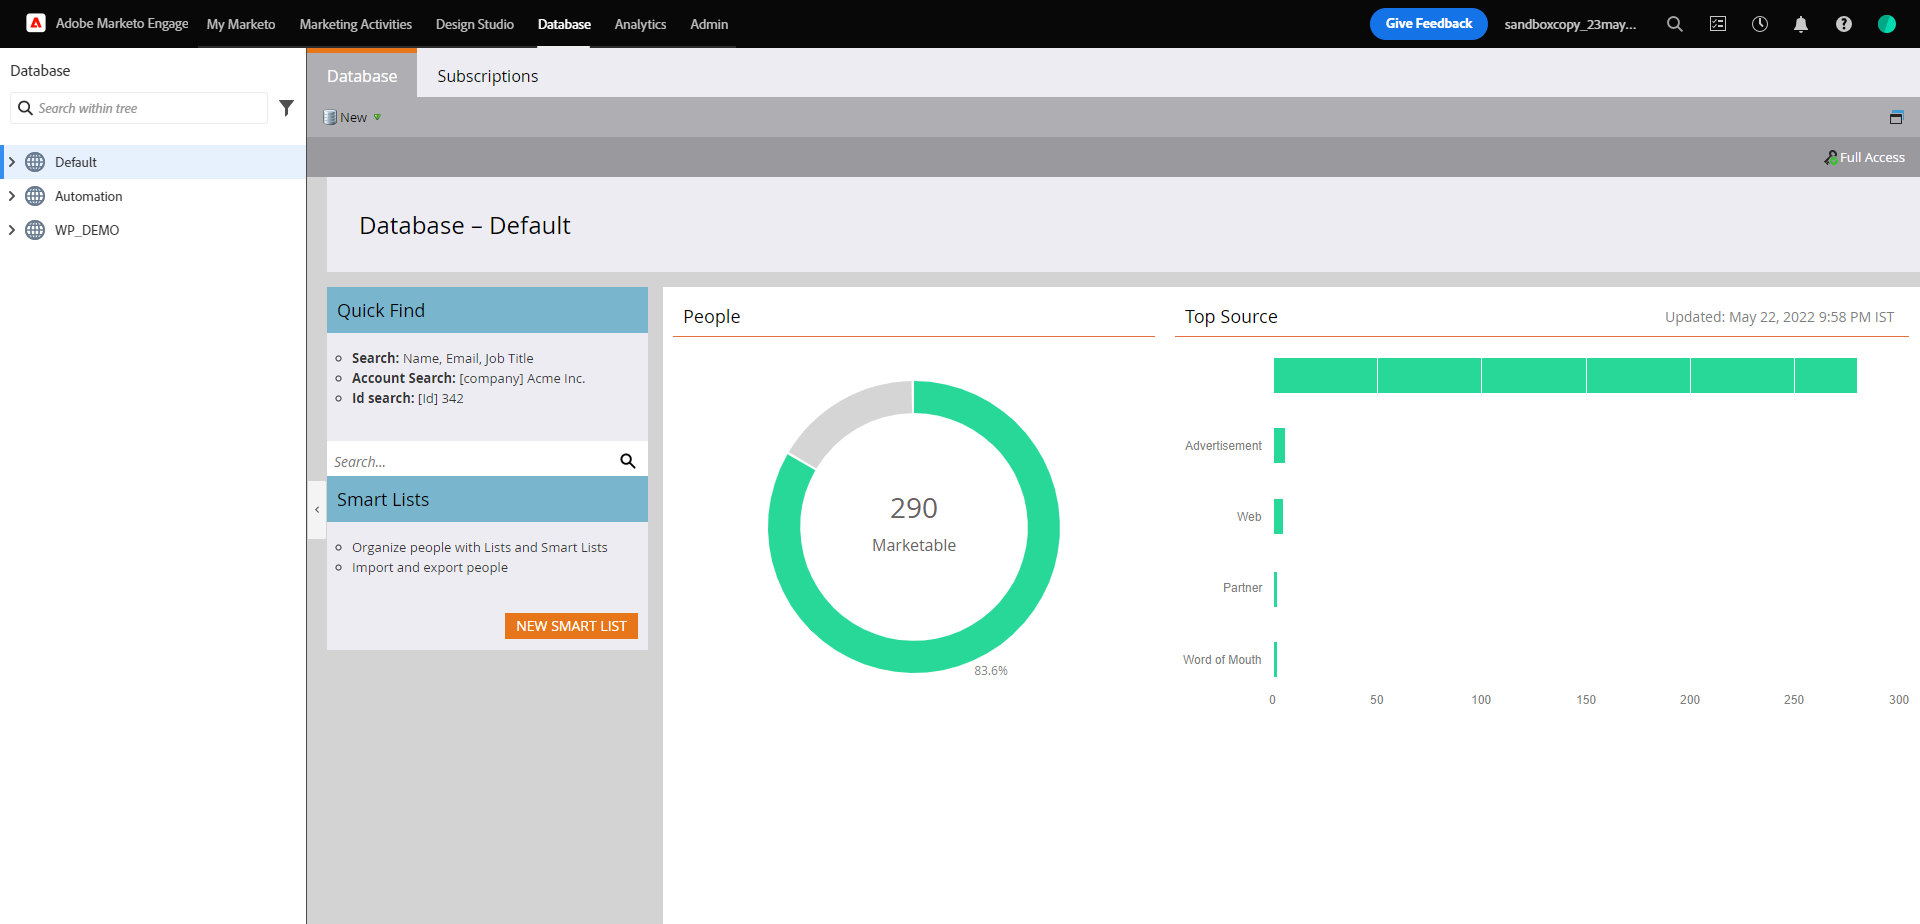 Adobe Marketo Engage
My Marketo
Marketing Activities
Design Studio
Database
Analytics
Admin
Give Feedback
sandboxcopy_23may...
Database
Search within tree
Default
Automation
WP_DEMO
Database
Subscriptions
New
Full Access
Database – Default
Quick Find
Search: Name, Email, Job Title
Account Search: [company] Acme Inc.
Id search: [Id] 342
Search...
Smart Lists
Organize people with Lists and Smart Lists
Import and export people
NEW SMART LIST
People
290
Marketable
83.6%
Top Source
Updated: May 22, 2022 9:58 PM IST
Advertisement
Web
Partner
Word of Mouth
0 50 100 150 200 250 300